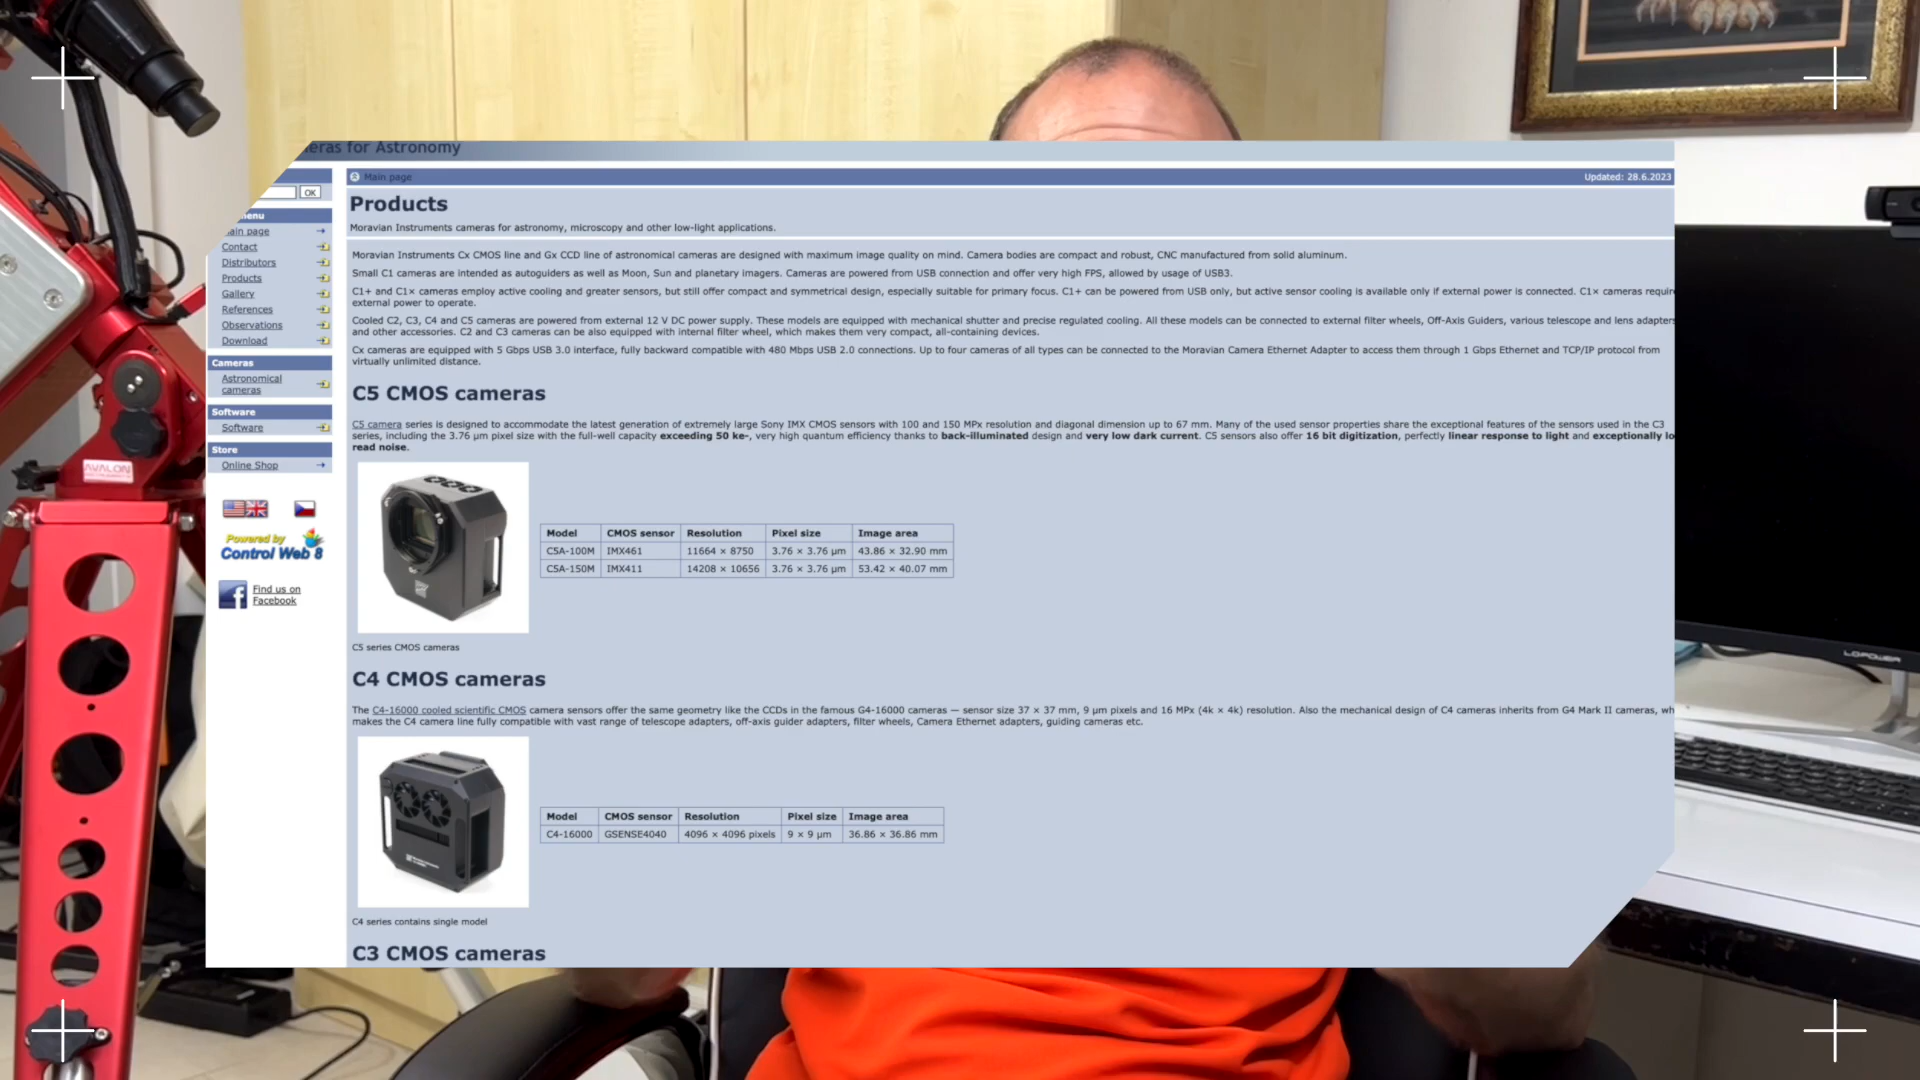 eras for Astronomy
Main page
Updated: 28.6.2023
OK
Products
Moravian Instruments cameras for astronomy, microscopy and other low-light applications.
enu
ain page
Contact
Distributors
Products
Gallery
References
Observations
Download
Cameras
Astronomical
cameras
Software
Software
Store
Online Shop
Powered by
Control Web 8
Find us on
Facebook
Moravian Instruments Cx CMOS line and Gx CCD line of astronomical cameras are designed with maximum image quality on mind. Camera bodies are compact and robust, CNC manufactured from solid aluminum.
Small C1 cameras are intended as autoguiders as well as Moon, Sun and planetary imagers. Cameras are powered from USB connection and offer very high FPS, allowed by usage of USB3.
C1+ and C1× cameras employ active cooling and greater sensors, but still offer compact and symmetrical design, especially suitable for primary focus. C1+ can be powered from USB only, but active sensor cooling is available only if external power is connected. C1× cameras require
external power to operate.
Cooled C2, C3, C4 and C5 cameras are powered from external 12 V DC power supply. These models are equipped with mechanical shutter and precise regulated cooling. All these models can be connected to external filter wheels, Off-Axis Guiders, various telescope and lens adapters
and other accessories. C2 and C3 cameras can be also equipped with internal filter wheel, which makes them very compact, all-containing devices.
Cx cameras are equipped with 5 Gbps USB 3.0 interface, fully backward compatible with 480 Mbps USB 2.0 connections. Up to four cameras of all types can be connected to the Moravian Camera Ethernet Adapter to access them through 1 Gbps Ethernet and TCP/IP protocol from
virtually unlimited distance.
C5 CMOS cameras
C5 camera series is designed to accommodate the latest generation of extremely large Sony IMX CMOS sensors with 100 and 150 MPx resolution and diagonal dimension up to 67 mm. Many of the used sensor properties share the exceptional features of the sensors used in the C3
series, including the 3.76 µm pixel size with the full-well capacity exceeding 50 ke-, very high quantum efficiency thanks to back-illuminated design and very low dark current. C5 sensors also offer 16 bit digitization, perfectly linear response to light and exceptionally lo
read noise.
Model CMOS sensor Resolution Pixel size Image area
C5A-100M IMX461 11664 × 8750 3.76 × 3.76 µm 43.86 × 32.90 mm
C5A-150M IMX411 14208 × 10656 3.76 × 3.76 µm 53.42 × 40.07 mm
C5 series CMOS cameras
C4 CMOS cameras
The C4-16000 cooled scientific CMOS camera sensors offer the same geometry like the CCDs in the famous G4-16000 cameras — sensor size 37 × 37 mm, 9 µm pixels and 16 MPx (4k × 4k) resolution. Also the mechanical design of C4 cameras inherits from G4 Mark II cameras, wh
makes the C4 camera line fully compatible with vast range of telescope adapters, off-axis guider adapters, filter wheels, Camera Ethernet adapters, guiding cameras etc.
Model CMOS sensor Resolution Pixel size Image area
C4-16000 GSENSE4040 4096 × 4096 pixels 9 × 9 µm 36.86 × 36.86 mm
C4 series contains single model
C3 CMOS cameras
AVALON
LDPOWER